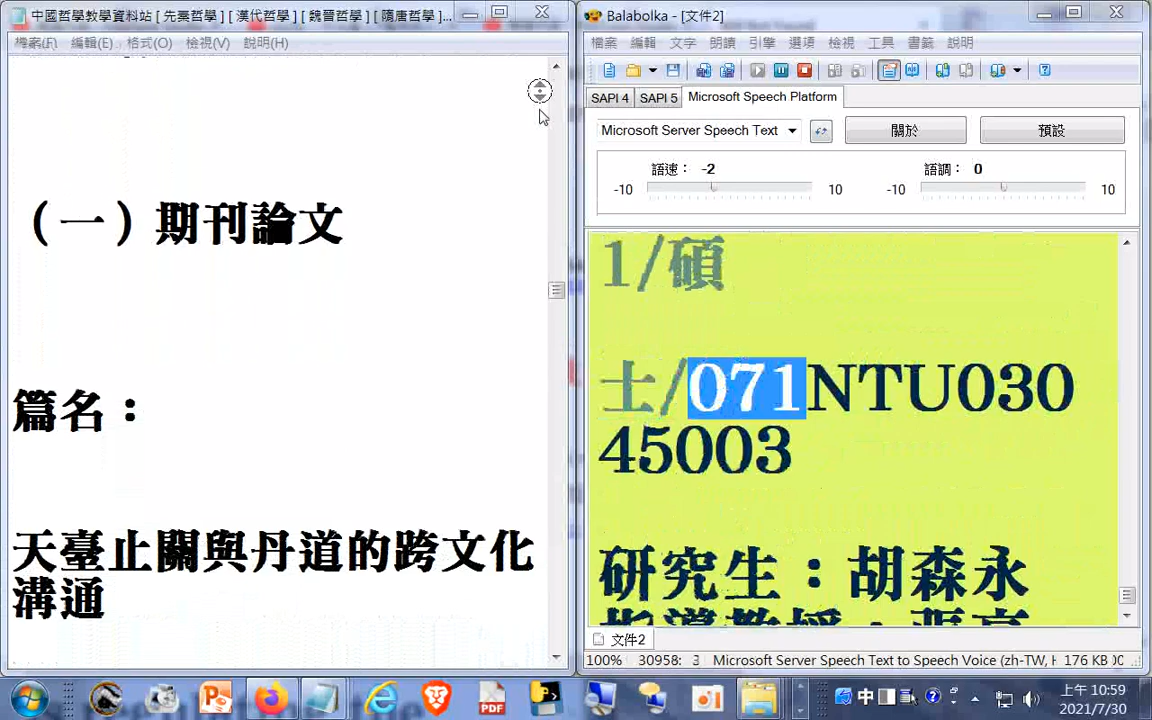 中國哲學教學資料站 [ 先秦哲學 ] [ 漢代哲學 ] [ 魏晉哲學 ] [ 隋唐哲學 ]...
檔案(F) 編輯(E) 格式(O) 檢視(V) 說明(H)
（一）期刊論文
篇名：
天臺止關與丹道的跨文化
溝通
Balabolka - [文件2]
檔案 編輯 文字 朗讀 引擎 選項 檢視 工具 書籤 說明
SAPI 4 SAPI 5 Microsoft Speech Platform
Microsoft Server Speech Text 關於 預設
語速： -2 語調： 0
-10 10 -10 10
1/碩
士/071NTU030
45003
研究生：胡森永
文件2
100% 30958: 3 Microsoft Server Speech Text to Speech Voice (zh-TW, H 176 KB
中
上午 10:59
2021/7/30